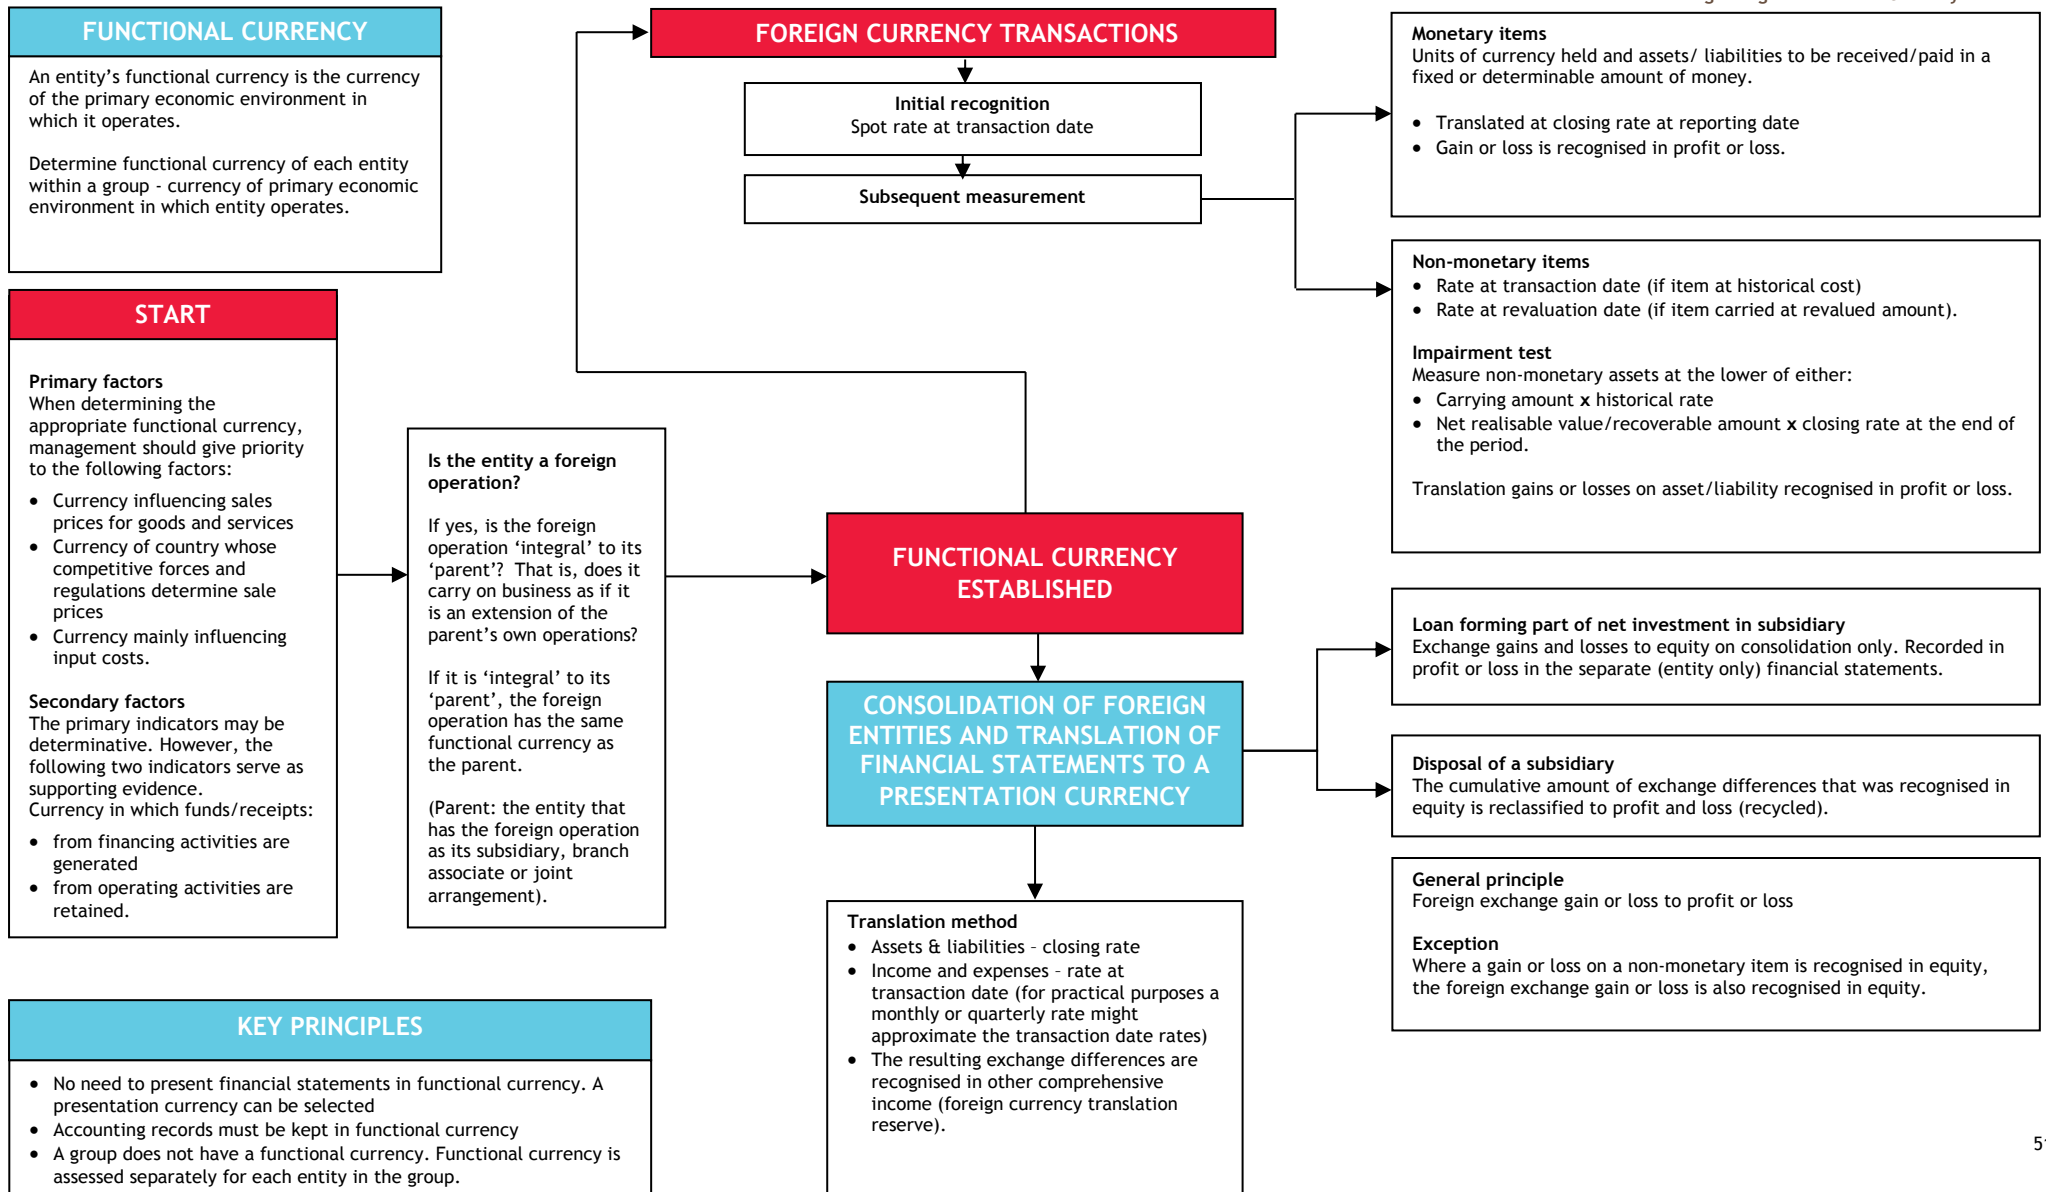 FUNCTIONAL CURRENCY
An entity’s functional currency is the currency
of the primary economic environment in
which it operates.
Determine functional currency of each entity
within a group - currency of primary economic
environment in which entity operates.
START
Primary factors
When determining the
appropriate functional currency,
management should give priority
to the following factors:
• Currency influencing sales
prices for goods and services
• Currency of country whose
competitive forces and
regulations determine sale
prices
• Currency mainly influencing
input costs.
Secondary factors
The primary indicators may be
determinative. However, the
following two indicators serve as
supporting evidence.
Currency in which funds/receipts:
• from financing activities are
generated
• from operating activities are
retained.
Is the entity a foreign
operation?
If yes, is the foreign
operation ‘integral’ to its
‘parent’? That is, does it
carry on business as if it
is an extension of the
parent’s own operations?
If it is ‘integral’ to its
‘parent’, the foreign
operation has the same
functional currency as
the parent.
(Parent: the entity that
has the foreign operation
as its subsidiary, branch
associate or joint
arrangement).
KEY PRINCIPLES
• No need to present financial statements in functional currency. A
presentation currency can be selected
• Accounting records must be kept in functional currency
• A group does not have a functional currency. Functional currency is
assessed separately for each entity in the group.
FOREIGN CURRENCY TRANSACTIONS
Initial recognition
Spot rate at transaction date
Subsequent measurement
FUNCTIONAL CURRENCY
ESTABLISHED
CONSOLIDATION OF FOREIGN
ENTITIES AND TRANSLATION OF
FINANCIAL STATEMENTS TO A
PRESENTATION CURRENCY
Translation method
• Assets & liabilities – closing rate
• Income and expenses – rate at
transaction date (for practical purposes a
monthly or quarterly rate might
approximate the transaction date rates)
• The resulting exchange differences are
recognised in other comprehensive
income (foreign currency translation
reserve).
Monetary items
Units of currency held and assets/ liabilities to be received/paid in a
fixed or determinable amount of money.
• Translated at closing rate at reporting date
• Gain or loss is recognised in profit or loss.
Non-monetary items
• Rate at transaction date (if item at historical cost)
• Rate at revaluation date (if item carried at revalued amount).
Impairment test
Measure non-monetary assets at the lower of either:
• Carrying amount x historical rate
• Net realisable value/recoverable amount x closing rate at the end of
the period.
Translation gains or losses on asset/liability recognised in profit or loss.
Loan forming part of net investment in subsidiary
Exchange gains and losses to equity on consolidation only. Recorded in
profit or loss in the separate (entity only) financial statements.
Disposal of a subsidiary
The cumulative amount of exchange differences that was recognised in
equity is reclassified to profit and loss (recycled).
General principle
Foreign exchange gain or loss to profit or loss
Exception
Where a gain or loss on a non-monetary item is recognised in equity,
the foreign exchange gain or loss is also recognised in equity.